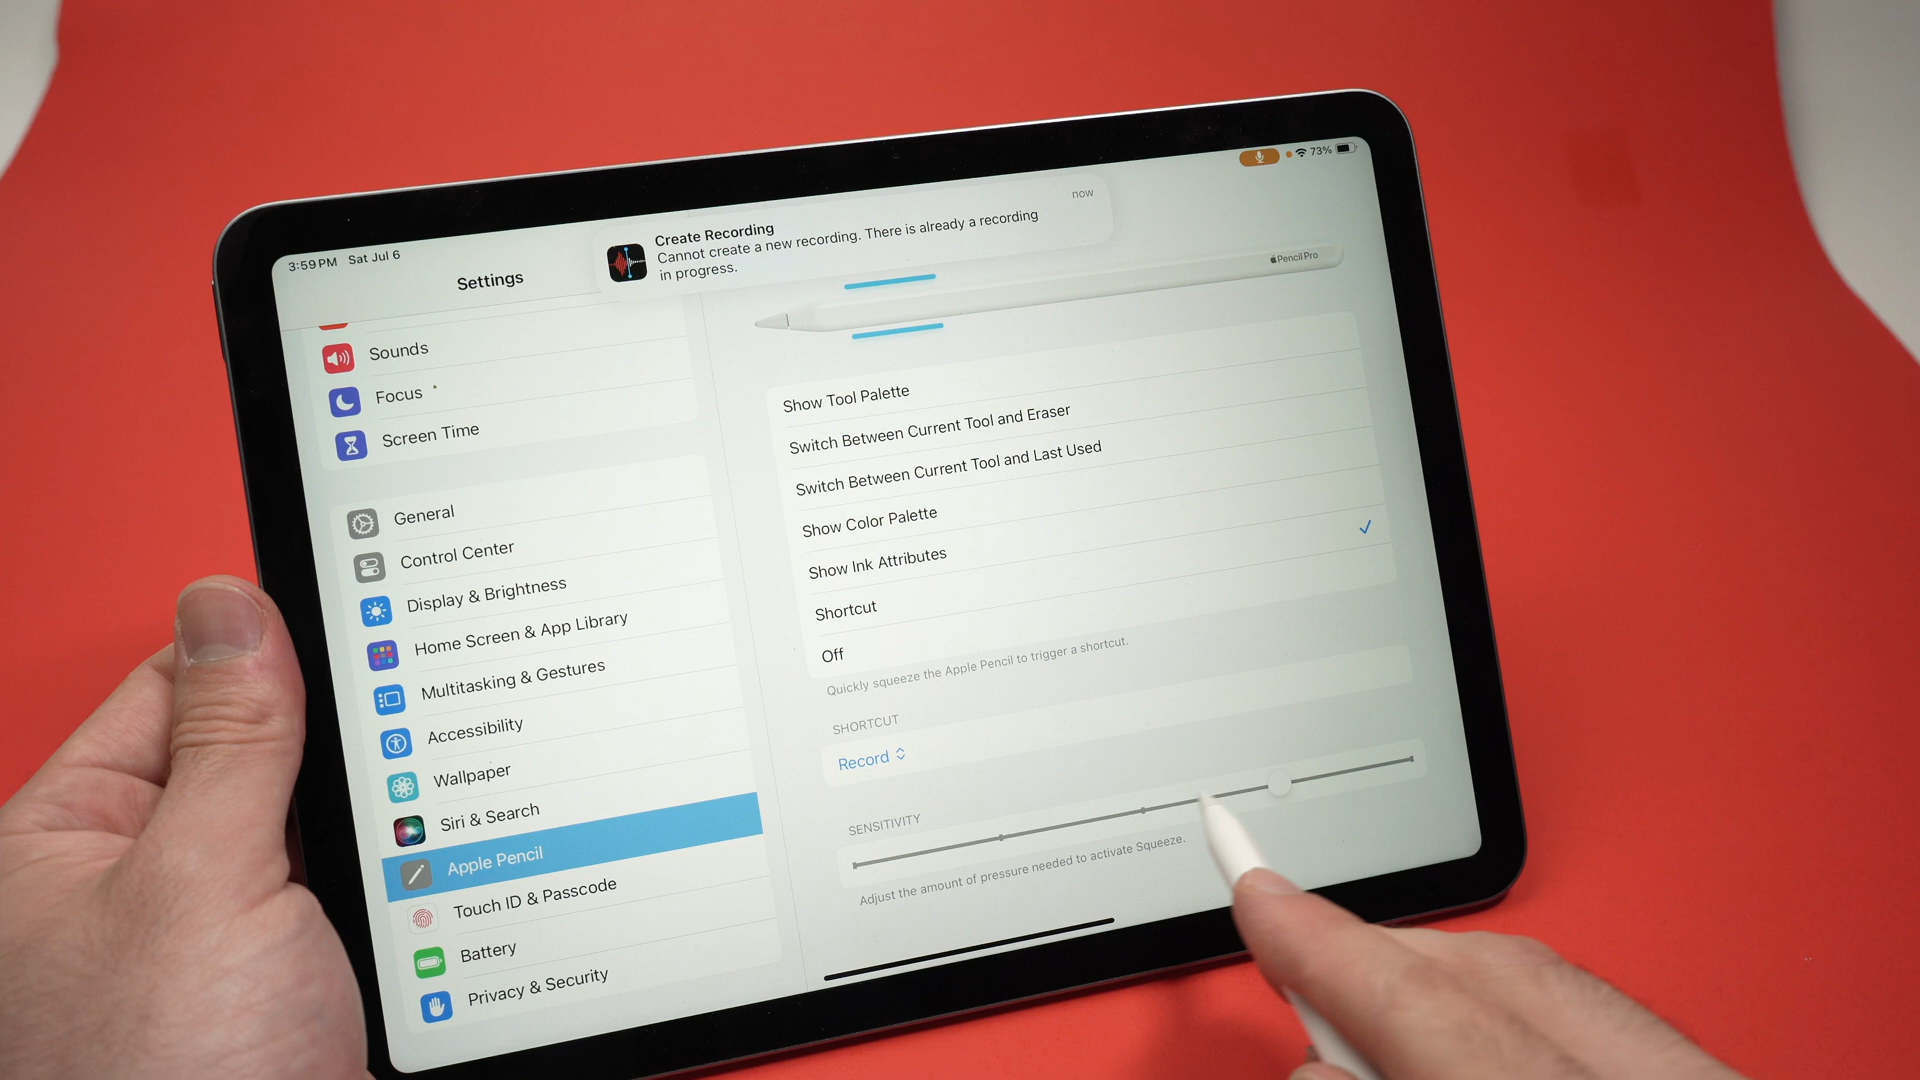 3:59 PM Sat Jul 6
73%
Create Recording
now
Cannot create a new recording. There is already a recording
in progress.
Settings
Sounds
Focus
Screen Time
General
Control Center
Display & Brightness
Home Screen & App Library
Multitasking & Gestures
Accessibility
Wallpaper
Siri & Search
Apple Pencil
Touch ID & Passcode
Battery
Privacy & Security
Pencil Pro
Show Tool Palette
Switch Between Current Tool and Eraser
Switch Between Current Tool and Last Used
Show Color Palette
Show Ink Attributes
Shortcut
Off
Quickly squeeze the Apple Pencil to trigger a shortcut.
SHORTCUT
Record
SENSITIVITY
Adjust the amount of pressure needed to activate Squeeze.